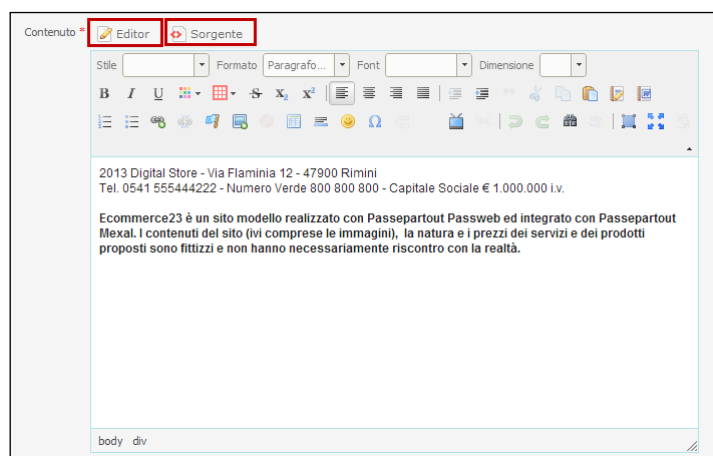 Contenuto * Editor Sorgente
Stile Formato Paragrafo... Font Dimensione
B I U S X₂ X² Ω
2013 Digital Store - Via Flaminia 12 - 47900 Rimini
Tel. 0541 555444222 - Numero Verde 800 800 800 - Capitale Sociale € 1.000.000 i.v.
Ecommerce23 è un sito modello realizzato con Passepartout Passweb ed integrato con Passepartout
Mexal. I contenuti del sito (ivi comprese le immagini), la natura e i prezzi dei servizi e dei prodotti
proposti sono fittizzi e non hanno necessariamente riscontro con la realtà.
body div